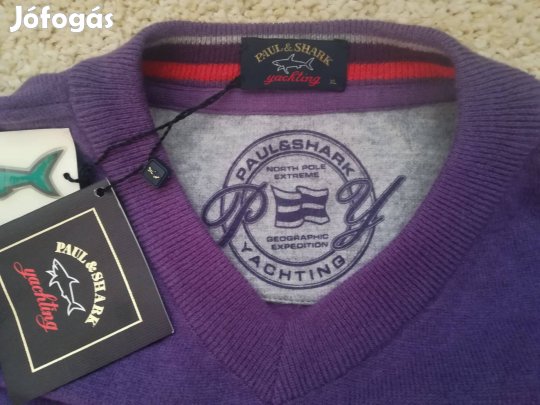 Jófogás
PAUL & SHARK
yachting
XL
PAUL&SHARK
NORTH POLE
EXTREME
P Y
GEOGRAPHIC
EXPEDITION
YACHTING
PAUL & SHARK
yachting